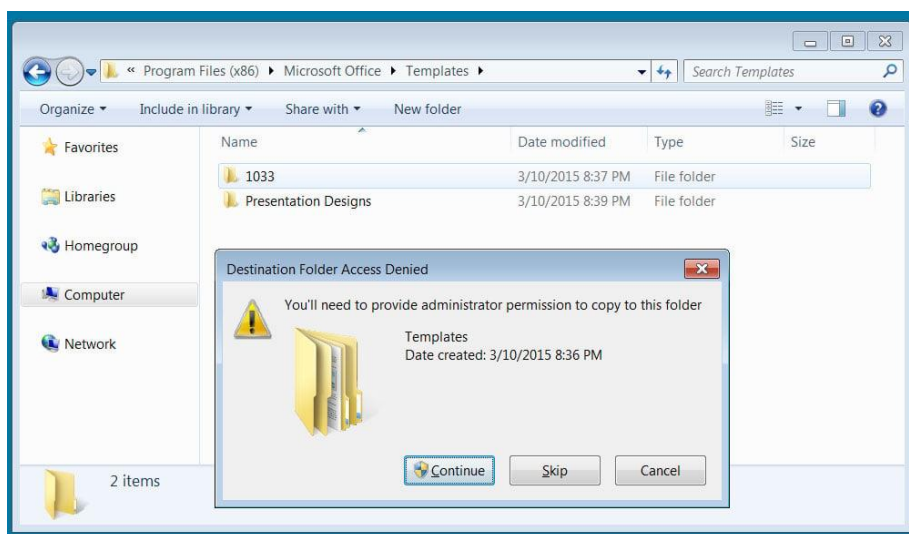 « Program Files (x86) Microsoft Office Templates Search Templates
Organize Include in library Share with New folder
Favorites
Libraries
Homegroup
Computer
Network
Name Date modified Type Size
1033 3/10/2015 8:37 PM File folder
Presentation Designs 3/10/2015 8:39 PM File folder
Destination Folder Access Denied
You'll need to provide administrator permission to copy to this folder
Templates
Date created: 3/10/2015 8:36 PM
Continue Skip Cancel
2 items